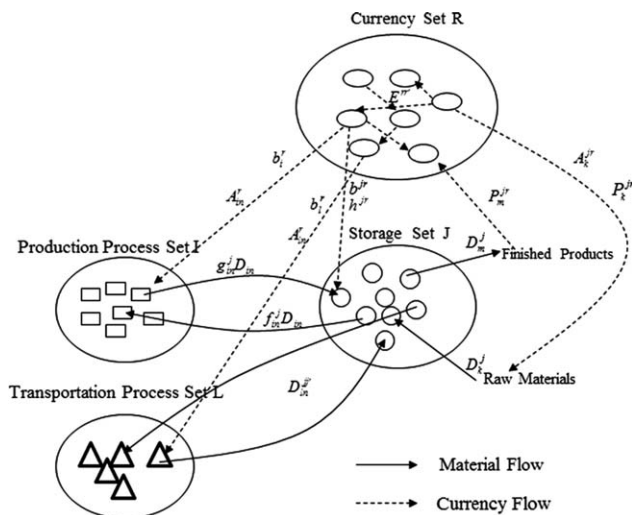 Currency Set R
E^{rr'}
b_i^r
A_{in}^r
b^{jr}
h^{jr}
b_l^r
A_{in}^r
A_k^{jr}
P_k^{jr}
P_m^{jr}
Storage Set J
D_m^j
Finished Products
Production Process Set I
g_{in}^j D_{in}
f_{in}^j D_{in}
D_k^j
Raw Materials
Transportation Process Set L
D_{in}^{jj'}
Material Flow
Currency Flow